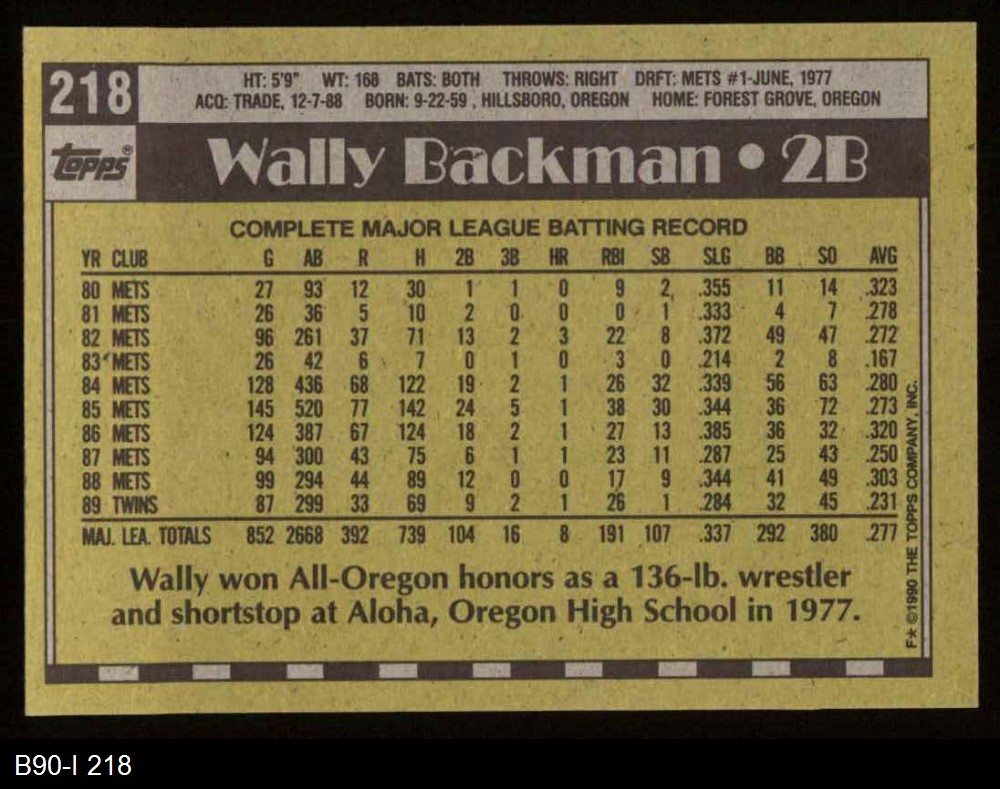 218
HT: 5'9" WT: 168 BATS: BOTH THROWS: RIGHT DRFT: METS #1-JUNE, 1977
ACQ: TRADE, 12-7-88 BORN: 9-22-59, HILLSBORO, OREGON HOME: FOREST GROVE, OREGON
topps®
Wally Backman • 2B
COMPLETE MAJOR LEAGUE BATTING RECORD
YR CLUB G AB R H 2B 3B HR RBI SB SLG BB SO AVG
80 METS 27 93 12 30 1 1 0 9 2 .355 11 14 .323
81 METS 26 36 5 10 2 0 0 0 1 .333 4 7 .278
82 METS 96 261 37 71 13 2 3 22 8 .372 49 47 .272
83 METS 26 42 6 7 0 1 0 3 0 .214 2 8 .167
84 METS 128 436 68 122 19 2 1 26 32 .339 56 63 .280
85 METS 145 520 77 142 24 5 1 38 30 .344 36 72 .273
86 METS 124 387 67 124 18 2 1 27 13 .385 36 32 .320
87 METS 94 300 43 75 6 1 1 23 11 .287 25 43 .250
88 METS 99 294 44 89 12 0 0 17 9 .344 41 49 .303
89 TWINS 87 299 33 69 9 2 1 26 1 .284 32 45 .231
MAJ. LEA. TOTALS 852 2668 392 739 104 16 8 191 107 .337 292 380 .277
Wally won All-Oregon honors as a 136-lb. wrestler
and shortstop at Aloha, Oregon High School in 1977.
F* ©1990 THE TOPPS COMPANY, INC.
B90-I 218